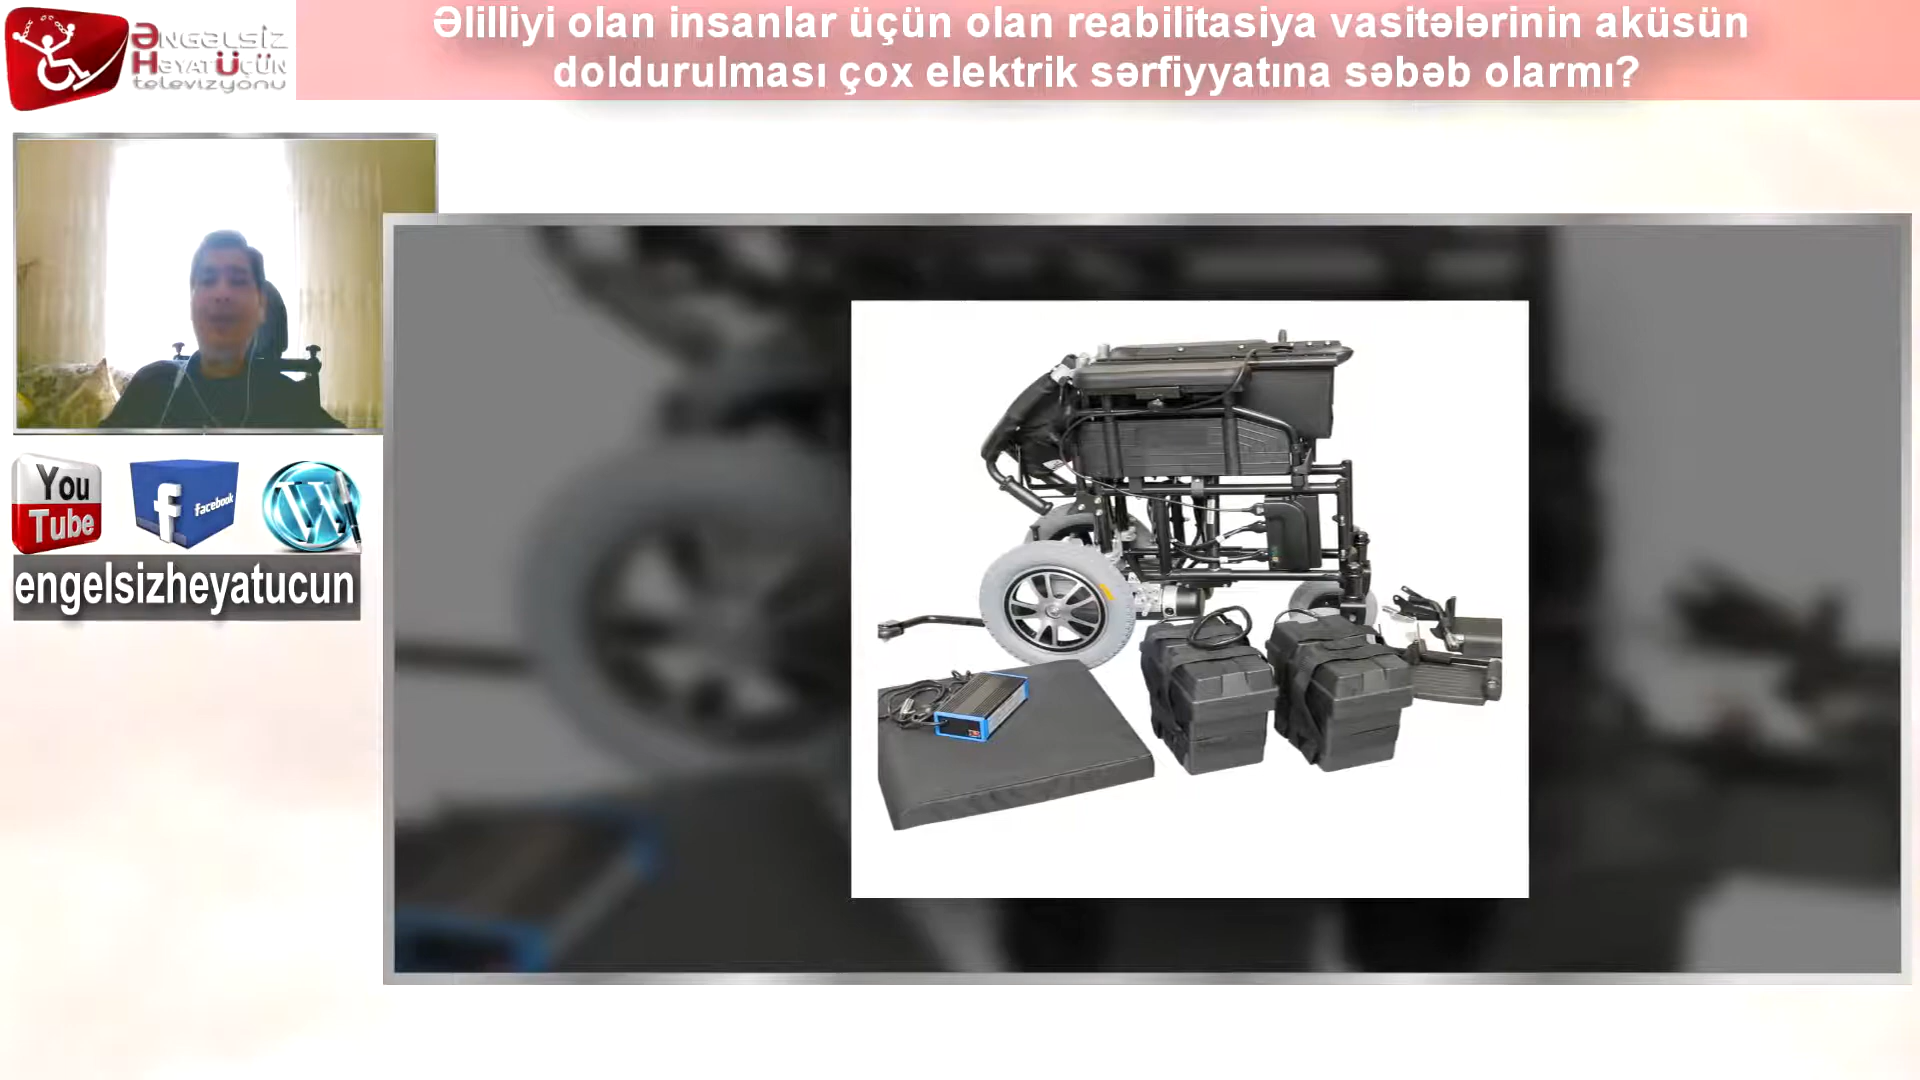 Əlilliyi olan insanlar üçün olan reabilitasiya vasitələrinin aküsün
doldurulması çox elektrik sərfiyyatına səbəb olarmı?
ƏNGƏLSİZ
HƏYAT ÜÇÜN
televizyonu
You
Tube
f facebook
W
engelsizheyatucun